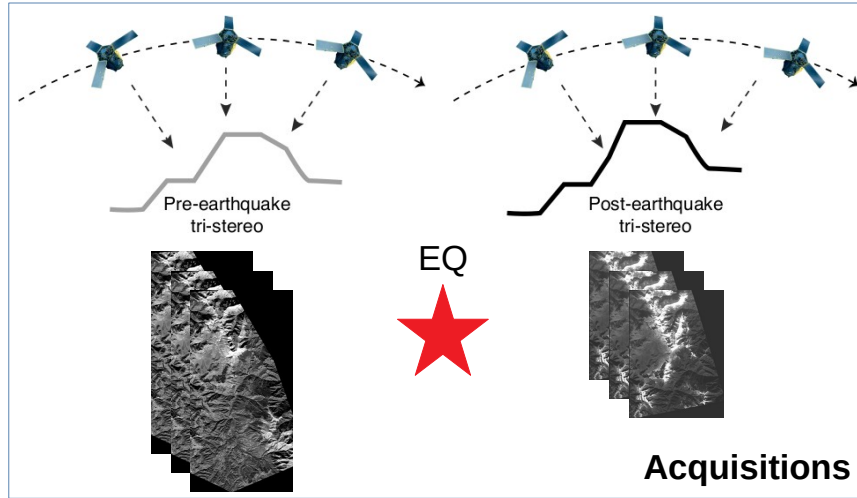 Pre-earthquake
tri-stereo
Post-earthquake
tri-stereo
EQ
Acquisitions